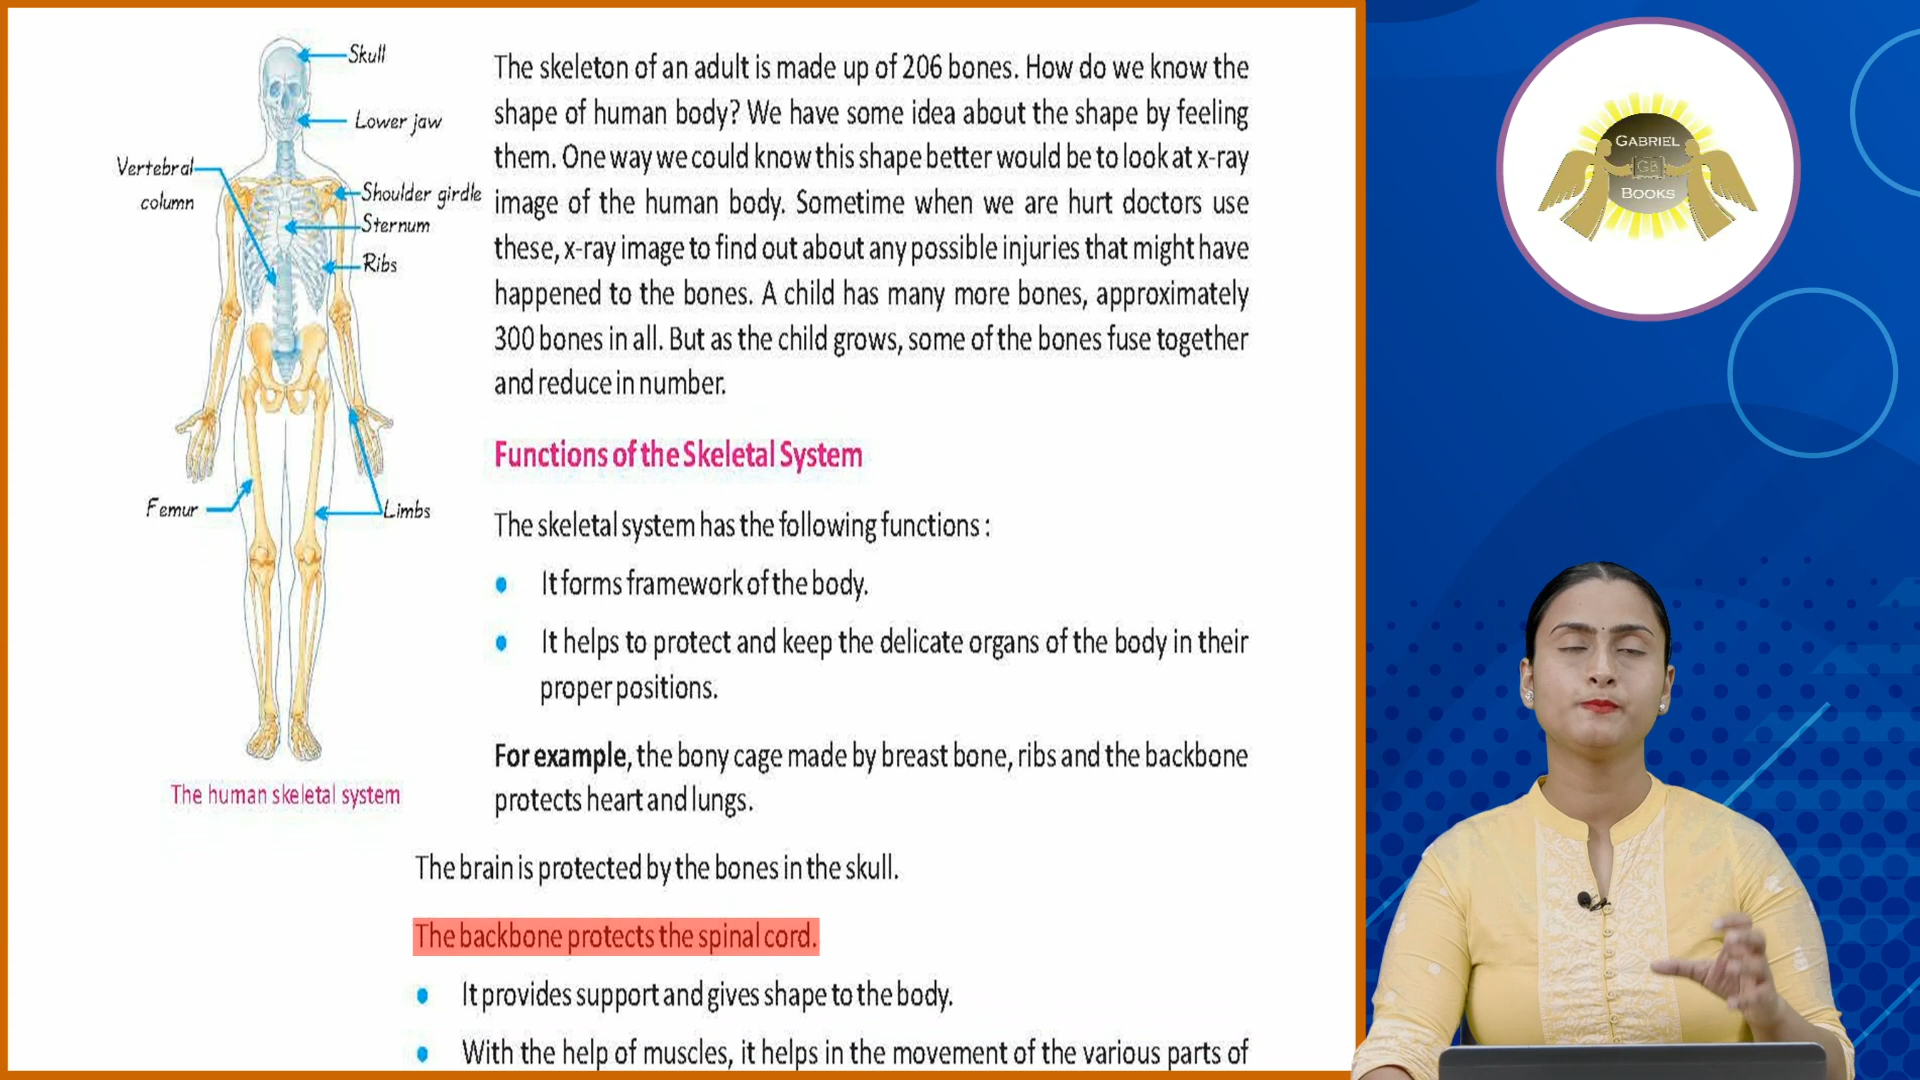 Skull
Lower jaw
Vertebral
column
Shoulder girdle
Sternum
Ribs
Femur
Limbs
The human skeletal system
The skeleton of an adult is made up of 206 bones. How do we know the
shape of human body? We have some idea about the shape by feeling
them. One way we could know this shape better would be to look at x-ray
image of the human body. Sometime when we are hurt doctors use
these, x-ray image to find out about any possible injuries that might have
happened to the bones. A child has many more bones, approximately
300 bones in all. But as the child grows, some of the bones fuse together
and reduce in number.
Functions of the Skeletal System
The skeletal system has the following functions :
• It forms framework of the body.
• It helps to protect and keep the delicate organs of the body in their
proper positions.
For example, the bony cage made by breast bone, ribs and the backbone
protects heart and lungs.
The brain is protected by the bones in the skull.
The backbone protects the spinal cord.
• It provides support and gives shape to the body.
• With the help of muscles, it helps in the movement of the various parts of
GABRIEL
GB
BOOKS